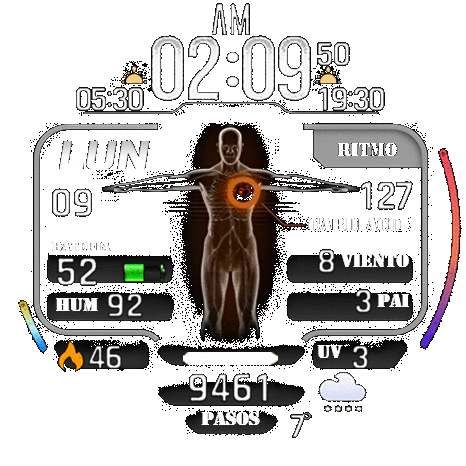 AM
02:09 50
05:30 19:30
LUN RITMO
09 127
52 8 VIENTO
HUM 92 3 PAI
46 UV 3
9461
PASOS
7°